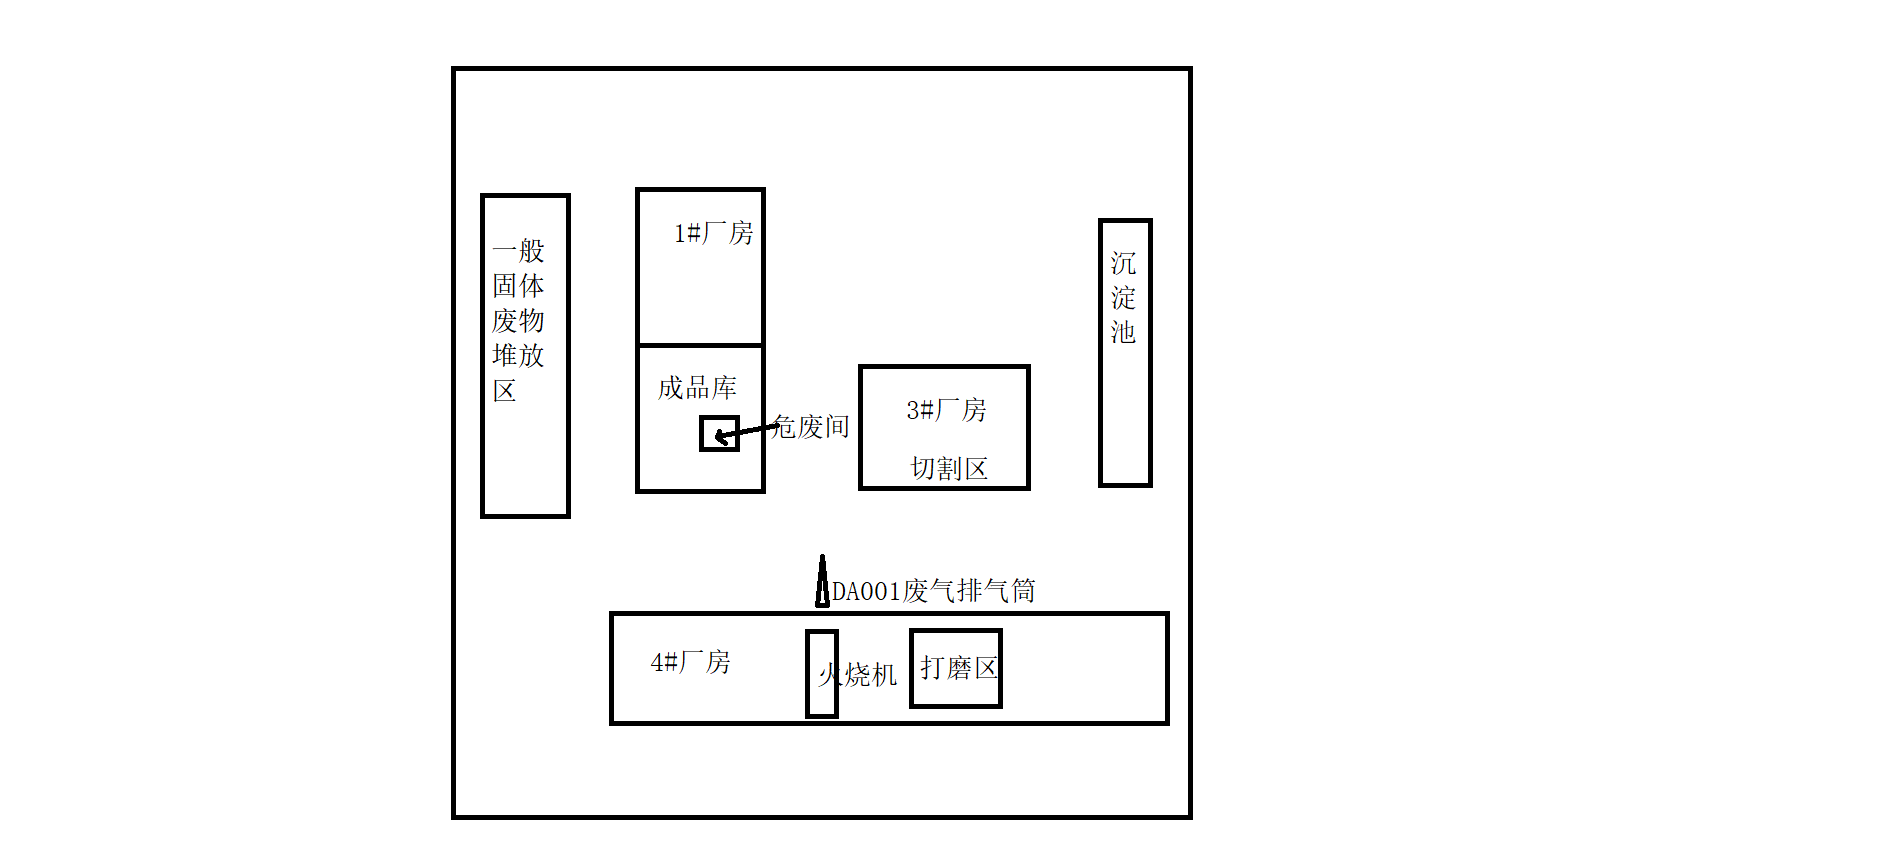 1#厂房
一般
固体
废物
堆放
区
沉
淀
池
成品库
危废间
3#厂房
切割区
DA001废气排气筒
4#厂房
火烧机
打磨区